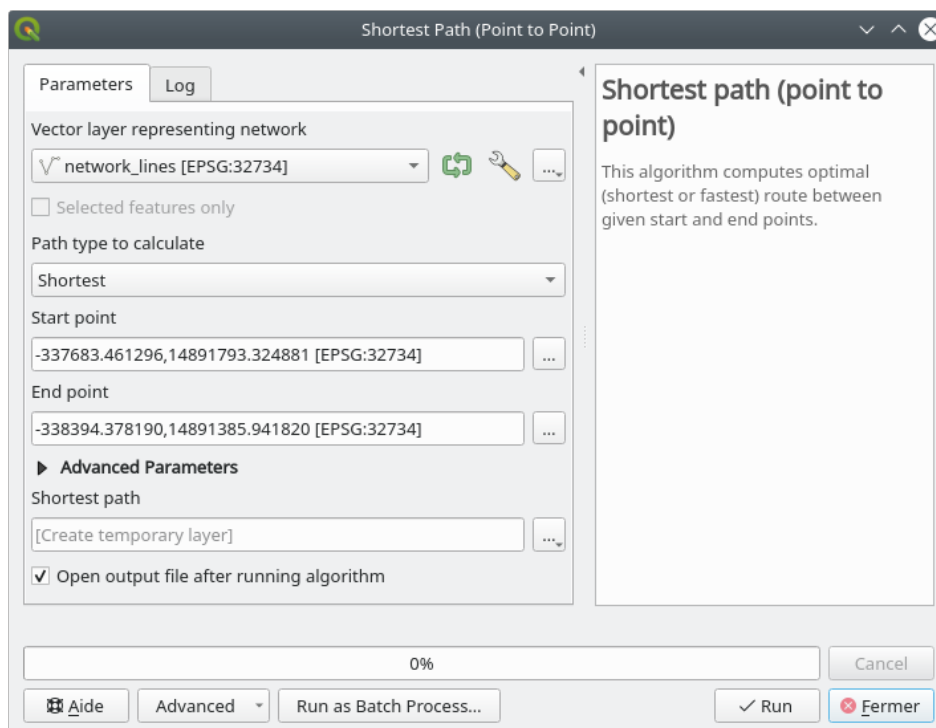 Shortest Path (Point to Point)
Parameters
Log
Vector layer representing network
network_lines [EPSG:32734]
...
Selected features only
Path type to calculate
Shortest
Start point
-337683.461296,14891793.324881 [EPSG:32734]
...
End point
-338394.378190,14891385.941820 [EPSG:32734]
...
Advanced Parameters
Shortest path
[Create temporary layer]
...
Open output file after running algorithm
Shortest path (point to
point)
This algorithm computes optimal
(shortest or fastest) route between
given start and end points.
0%
Cancel
Aide
Advanced
Run as Batch Process...
Run
Fermer